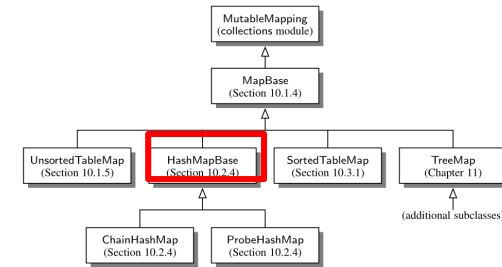 MutableMapping
(collections module)
MapBase
(Section 10.1.4)
UnsortedTableMap
(Section 10.1.5)
HashMapBase
(Section 10.2.4)
SortedTableMap
(Section 10.3.1)
TreeMap
(Chapter 11)
(additional subclasses)
ChainHashMap
(Section 10.2.4)
ProbeHashMap
(Section 10.2.4)